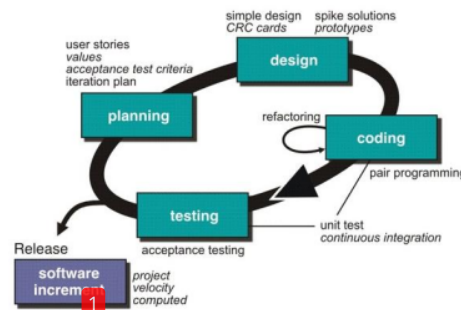 simple design
CRC cards
spike solutions
prototypes
user stories
values
acceptance test criteria
iteration plan
design
planning
refactoring
coding
pair programming
testing
unit test
continuous integration
acceptance testing
Release
software
increment
1
project
velocity
computed